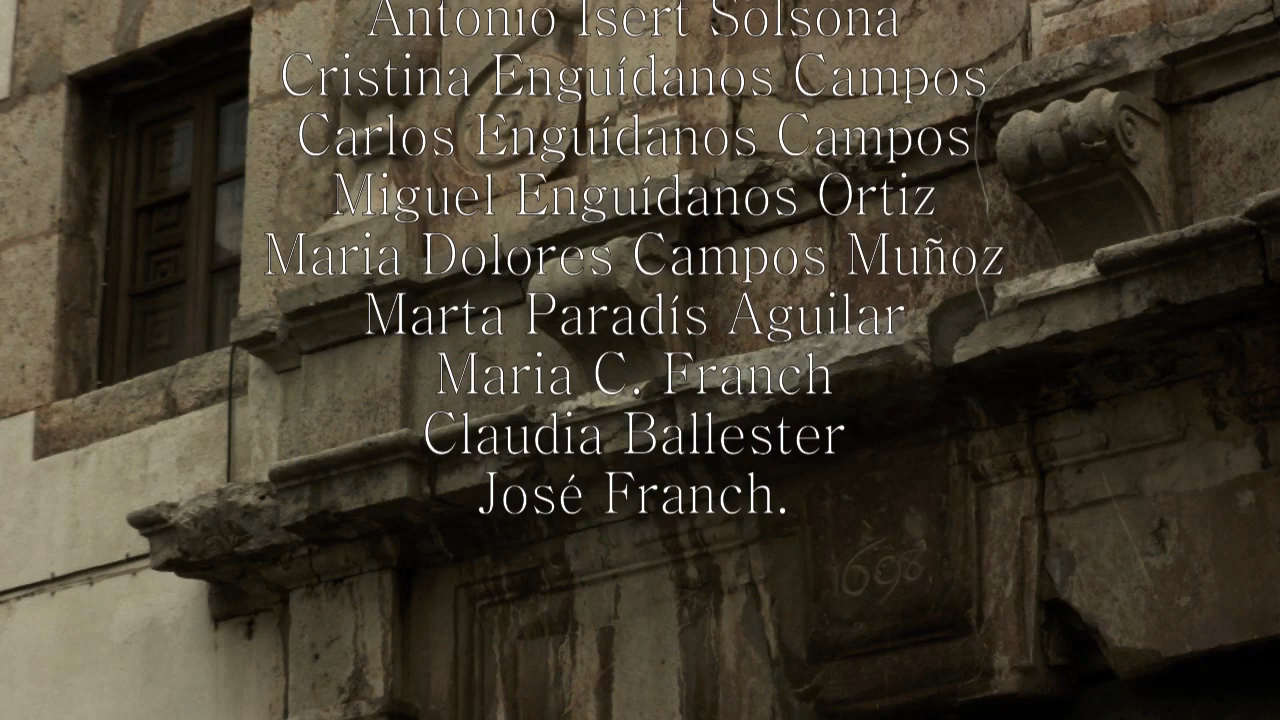 Antonio Isert Solsona
Cristina Enguídanos Campos
Carlos Enguídanos Campos
Miguel Enguídanos Ortiz
Maria Dolores Campos Muñoz
Marta Paradís Aguilar
Maria C. Franch
Claudia Ballester
José Franch.
1698